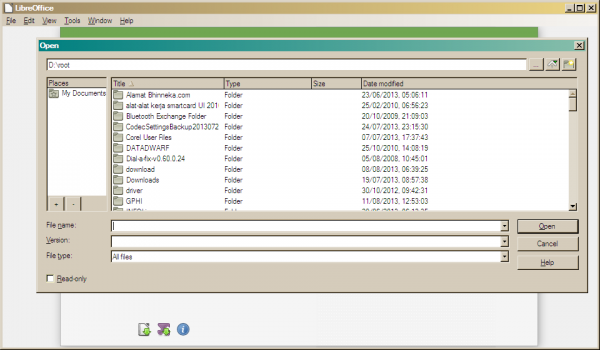 LibreOffice
File Edit View Tools Window Help
Open
D:\root
Places
Title Type Size Date modified
My Documents
Alamat Bhinneka.com Folder 23/06/2013, 05:06:11
alat-alat kerja smartcard UI 201 Folder 25/02/2010, 06:56:23
Bluetooth Exchange Folder Folder 20/10/2009, 21:09:03
CodecSettingsBackup2013072 Folder 24/07/2013, 23:15:30
Corel User Files Folder 07/07/2013, 17:37:43
DATADWARF Folder 25/10/2010, 14:08:19
Dial-a-fix-v0.60.0.24 Folder 05/08/2008, 10:45:01
download Folder 08/08/2013, 06:39:25
Downloads Folder 19/07/2013, 08:57:38
driver Folder 30/10/2012, 09:42:31
GPHI Folder 11/08/2013, 12:53:03
+ -
File name:
Open
Version:
Cancel
File type: All files
Help
Read-only